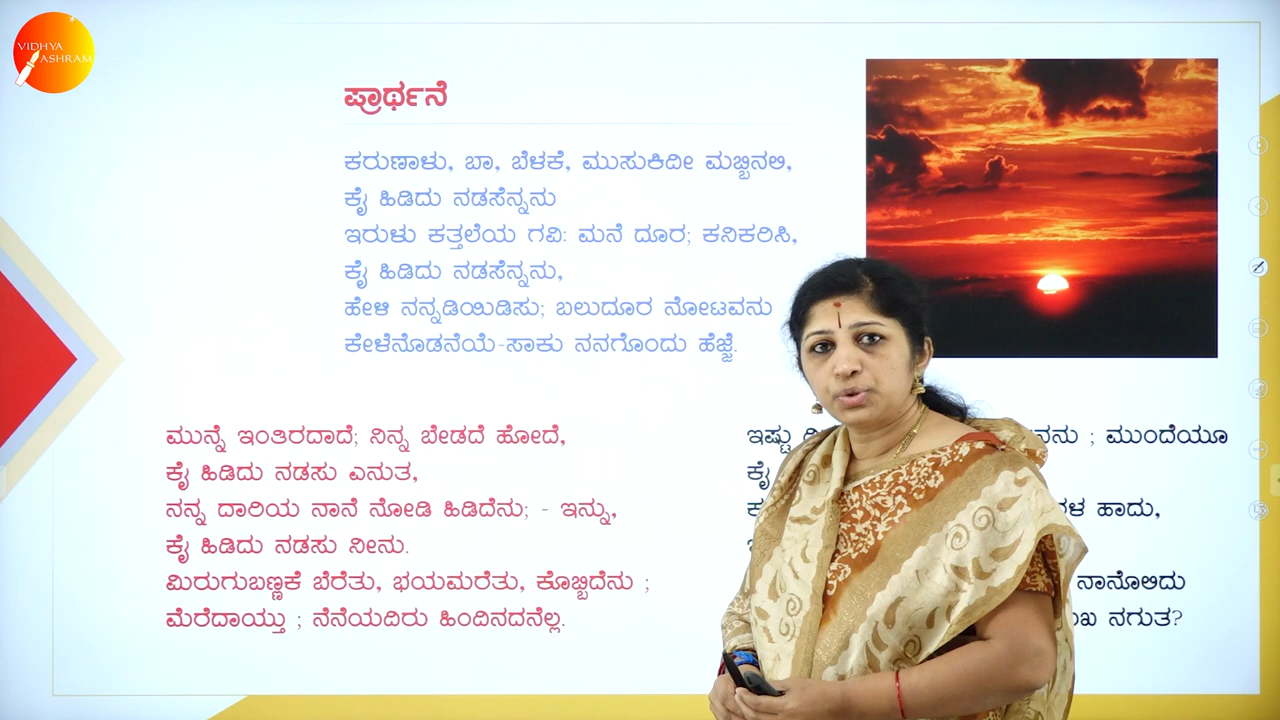 VIDHYA
ASHRAM
ಪ್ರಾರ್ಥನೆ
ಕರುಣಾಳು, ಬಾ, ಬೆಳಕೆ, ಮುಸುಕಿದೀ ಮಬ್ಬಿನಲಿ,
ಕೈ ಹಿಡಿದು ನಡಸೆನ್ನನು
ಇರುಳು ಕತ್ತಲೆಯ ಗವಿ: ಮನೆ ದೂರ; ಕನಿಕರಿಸಿ,
ಕೈ ಹಿಡಿದು ನಡಸೆನ್ನನು,
ಹೇಳಿ ನನ್ನಡಿಯಿಡಿಸು; ಬಲುದೂರ ನೋಟವನು
ಕೇಳೆನೊಡನೆಯೆ-ಸಾಕು ನನಗೊಂದು ಹೆಜ್ಜೆ.
ಮುನ್ನೆ ಇಂತಿರದಾದೆ; ನಿನ್ನ ಬೇಡದೆ ಹೋದೆ,
ಕೈ ಹಿಡಿದು ನಡಸು ಎನುತ,
ನನ್ನ ದಾರಿಯ ನಾನೆ ನೋಡಿ ಹಿಡಿದೆನು; - ಇನ್ನು,
ಕೈ ಹಿಡಿದು ನಡಸು ನೀನು.
ಮಿರುಗುಬಣ್ಣಕೆ ಬೆರೆತು, ಭಯಮರೆತು, ಕೊಬ್ಬಿದೆನು ;
ಮೆರೆದಾಯ್ತು ; ನೆನೆಯದಿರು ಹಿಂದಿನದನೆಲ್ಲ.
ಇಷ್ಟು ; ಮುಂದೆಯೂ
ಕೈ
ಹಾದು,
ನಾನೊಲಿದು
ನಗುತ?